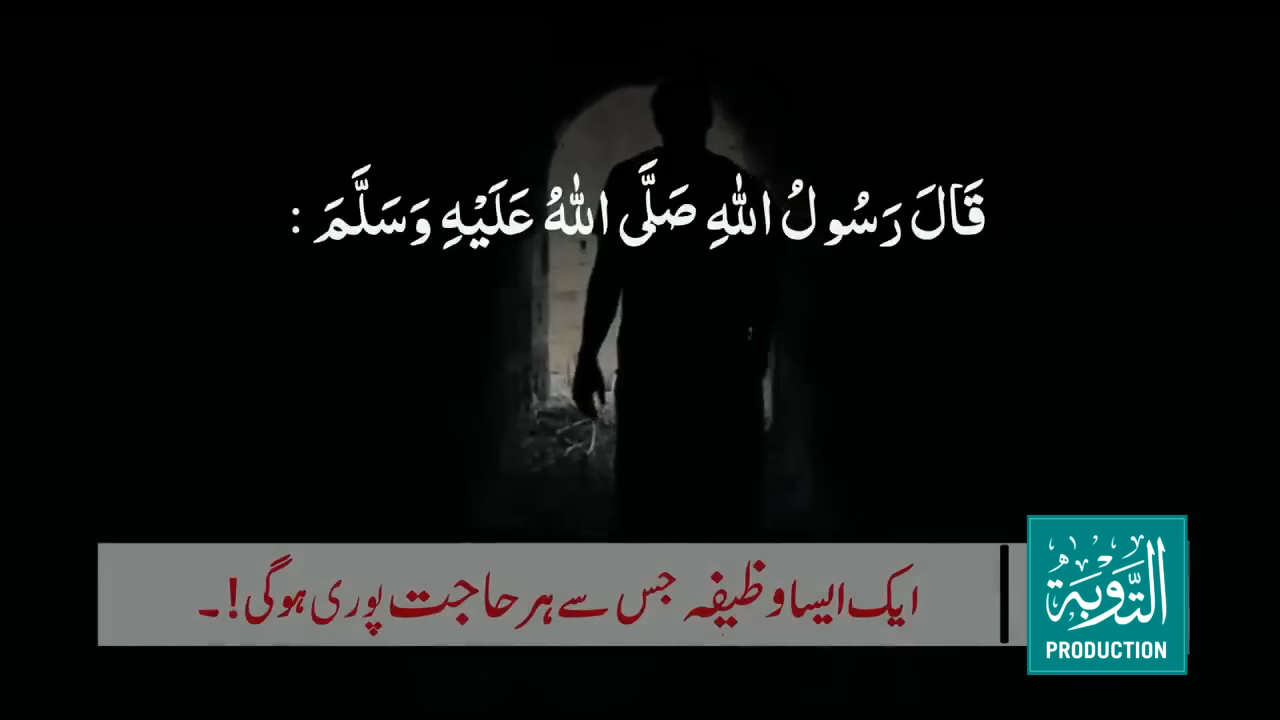 قَالَ رَسُولُ اللهِ صَلَّى اللهُ عَلَيْهِ وَسَلَّمَ :
ایک ایسا وظیفہ جس سے ہر حاجت پوری ہوگی! ۔
التَّوبَةُ
PRODUCTION